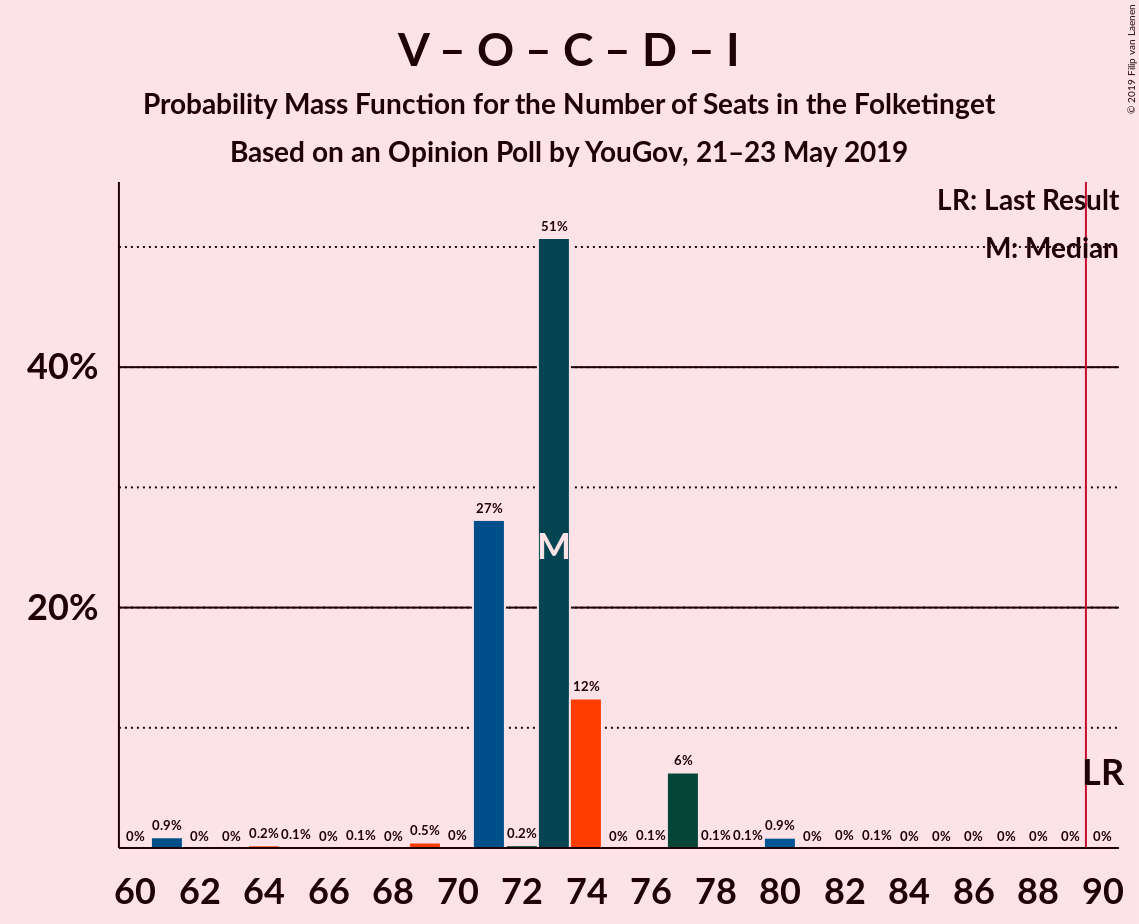 V – O – C – D – I
Probability Mass Function for the Number of Seats in the Folketinget
Based on an Opinion Poll by YouGov, 21–23 May 2019
© 2019 Filip van Laenen
LR: Last Result
M: Median
40%
20%
0% 0.9% 0% 0% 0.2% 0.1% 0% 0.1% 0% 0.5% 0% 27% 0.2% 51% 12% 0% 0.1% 6% 0.1% 0.1% 0.9% 0% 0% 0.1% 0% 0% 0% 0% 0% 0% 0%
M
LR
60 62 64 66 68 70 72 74 76 78 80 82 84 86 88 90